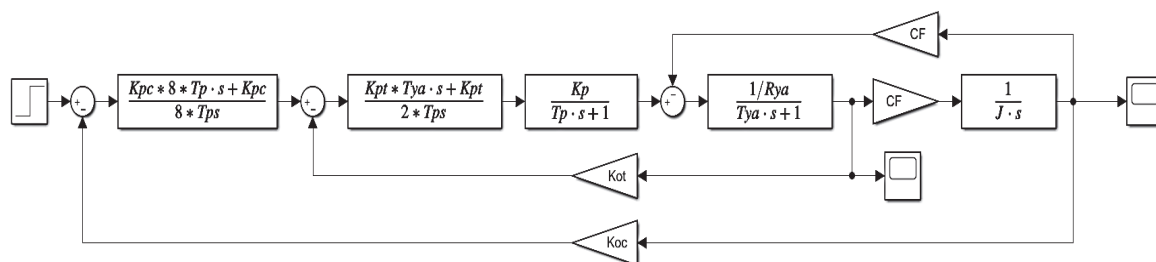 CF
Kpc*8*Tp·s+Kpc
8*Tps
Kpt*Tya·s+Kpt
2*Tps
Kp
Tp·s+1
1/Rya
Tya·s+1
CF
1
J·s
Kot
Koc